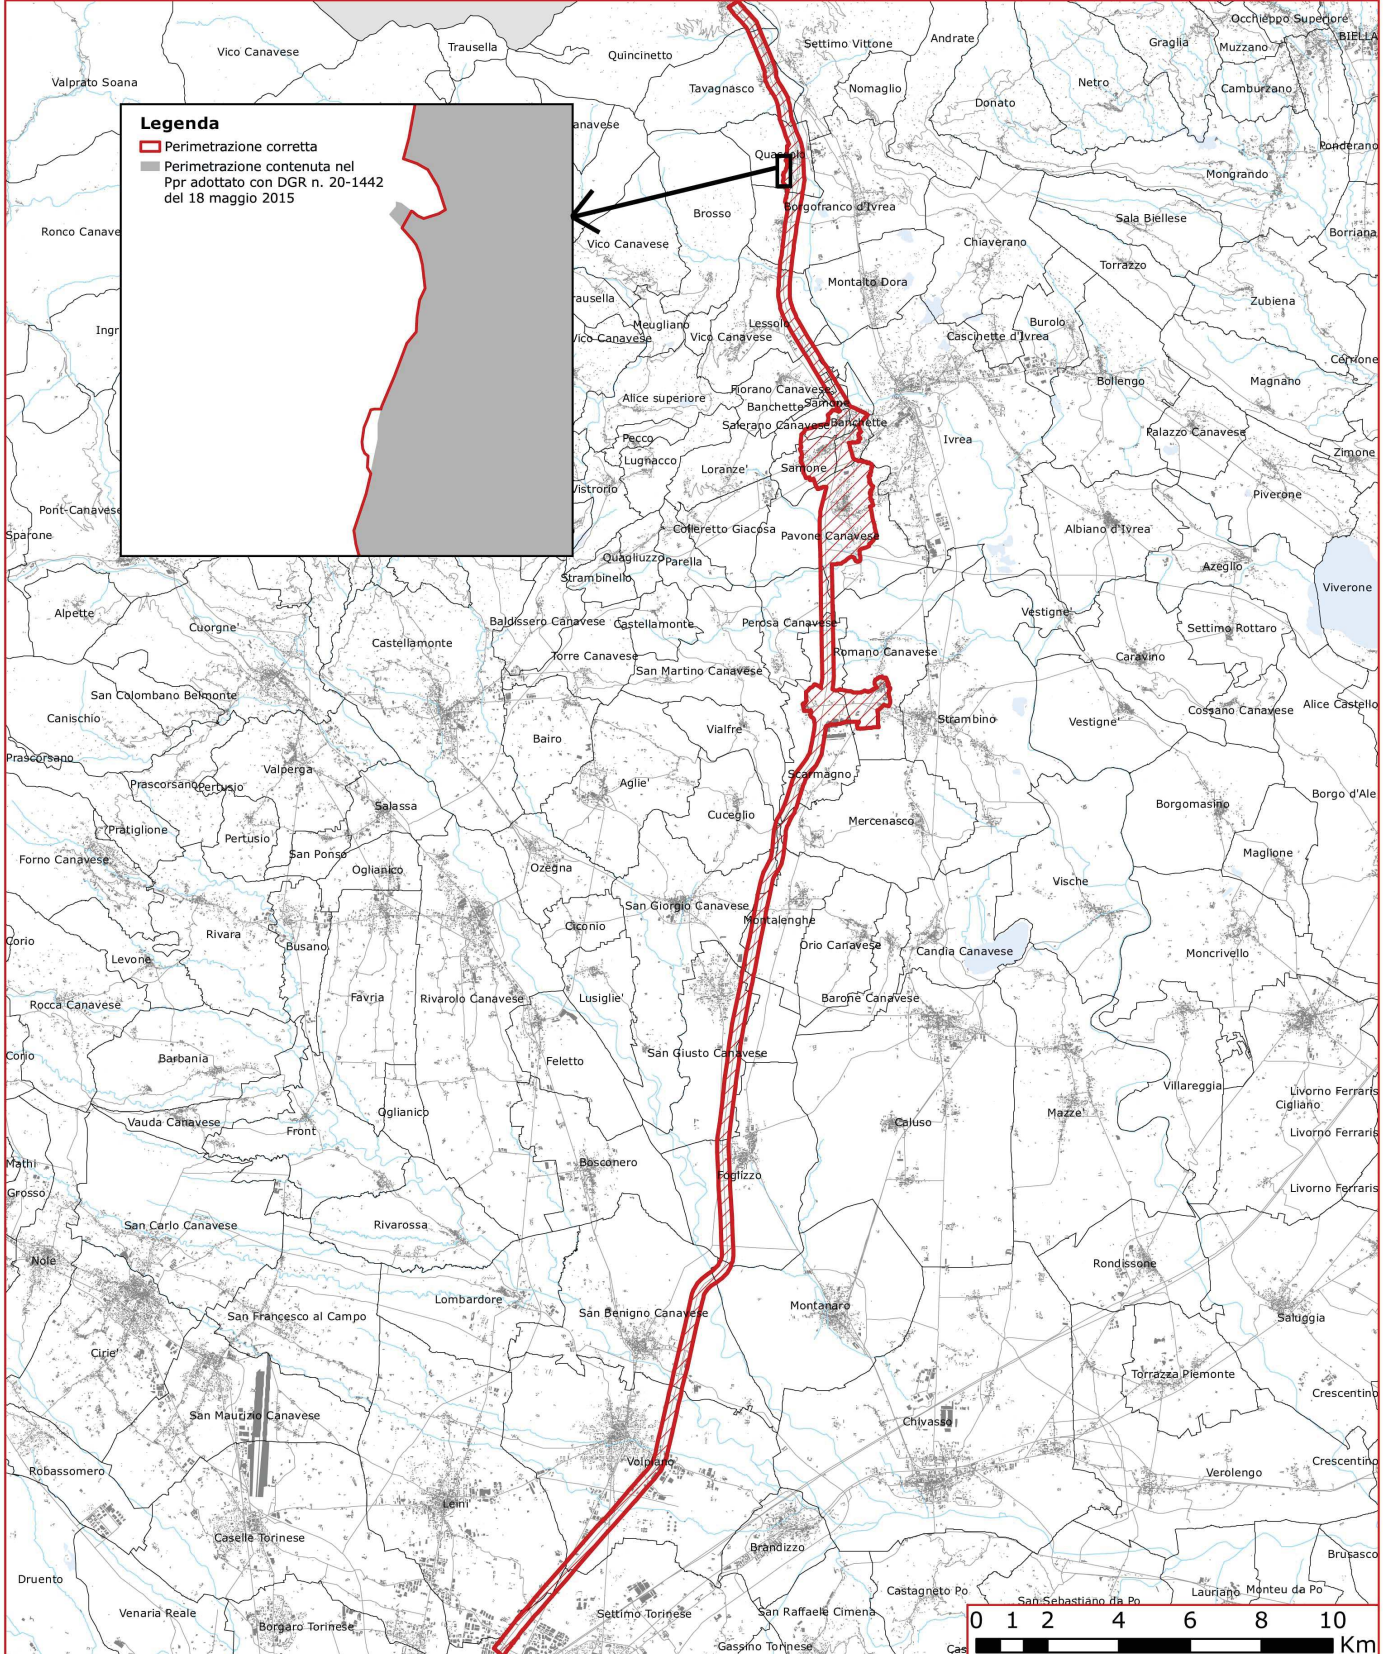 Occhieppo Superiore
BIELLA
Graglia
Muzzano
Andrate
Settimo Vittone
Trausella
Vico Canavese
Quincinetto
Valprato Soana
Tavagnasco
Nomaglio
Netro
Camburzano
Donato
anavese
Legenda
Perimetrazione corretta
Perimetrazione contenuta nel
Ppr adottato con DGR n. 20-1442
del 18 maggio 2015
Ponderano
Quassolo
Mongrando
Borgofranco d'Ivrea
Brosso
Sala Biellese
Ronco Canave
Borriana
Vico Canavese
Chiaverano
Torrazzo
Montalto Dora
rausella
Zubiena
Ingr
Meugliano
Lessolo
Burolo
Vico Canavese
Vico Canavese
Cascinette d'Ivrea
Cerrione
Bollengo
Magnano
Fiorano Canavese
Alice superiore
Banchette
Samone
Salerano Canavese
Banchette
Ivrea
Palazzo Canavese
Pecco
Zimone
Lugnacco
Loranze'
Samone
Vistrorio
Piverone
Pont-Canavese
Colleretto Giacosa
Pavone Canavese
Albiano d'Ivrea
Sparone
Quagliuzzo
Parella
Azeglio
Strambinello
Viverone
Alpette
Vestigne'
Cuorgne'
Baldissero Canavese
Castellamonte
Perosa Canavese
Settimo Rottaro
Castellamonte
Romano Canavese
Torre Canavese
Caravino
San Martino Canavese
San Colombano Belmonte
Canischio
Strambino
Vestigne'
Cossano Canavese
Alice Castello
Vialfre'
Bairo
Prascorsano
Valperga
Scarmagno
Prascorsano
Pertusio
Aglie'
Borgo d'Ale
Salassa
Borgomasino
Cuceglio
Mercenasco
Pratiglione
Pertusio
San Ponso
Maglione
Forno Canavese
Oglianico
Ozegna
Vische
San Giorgio Canavese
Montalenghe
Ciconio
Rivara
Corio
Busano
Orio Canavese
Candia Canavese
Moncrivello
Levone
Favria
Rivarolo Canavese
Lusiglie'
Barone Canavese
Rocca Canavese
Corio
Barbania
San Giusto Canavese
Feletto
Villareggia
Livorno Ferraris
Cigliano
Oglianico
Mazze'
Vauda Canavese
Front
Caluso
Livorno Ferraris
Mathi
Bosconero
Foglizzo
Livorno Ferraris
Grosso
San Carlo Canavese
Rivarossa
Nole
Rondissone
Lombardore
San Benigno Canavese
Montanaro
San Francesco al Campo
Saluggia
Cirie'
Torrazza Piemonte
Crescentino
San Maurizio Canavese
Chivasso
Volpiano
Crescentino
Robassomero
Verolengo
Leini'
Caselle Torinese
Brandizzo
Brusasco
Druento
Castagneto Po
Lauriano
Monteu da Po
San Sebastiano da Po
Venaria Reale
Settimo Torinese
San Raffaele Cimena
Borgaro Torinese
Gassino Torinese
Cas
0 1 2 4 6 8 10
Km